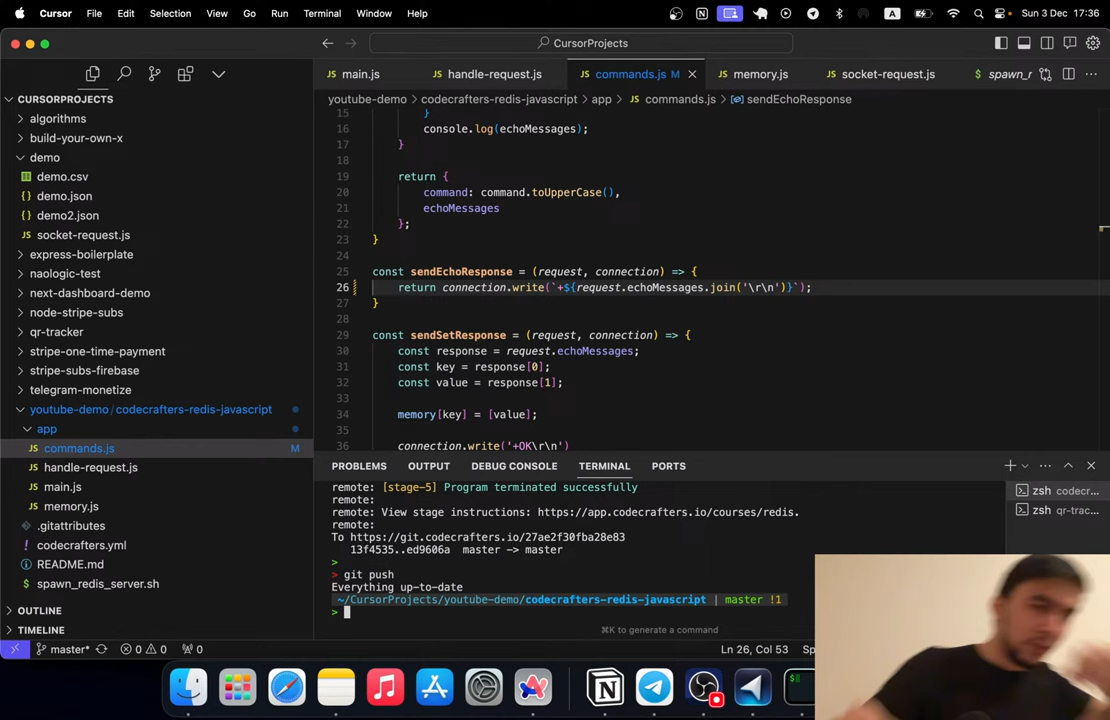 Cursor File Edit Selection View Go Run Terminal Window Help A Sun 3 Dec 17:36
CursorProjects
main.js
handle-request.js
commands.js M
memory.js
socket-request.js
spawn_r
CURSORPROJECTS
algorithms
build-your-own-x
demo
demo.csv
demo.json
demo2.json
socket-request.js
express-boilerplate
naologic-test
next-dashboard-demo
node-stripe-subs
qr-tracker
stripe-one-time-payment
stripe-subs-firebase
telegram-monetize
youtube-demo / codecrafters-redis-javascript
app
commands.js M
handle-request.js
main.js
memory.js
.gitattributes
codecrafters.yml
README.md
spawn_redis_server.sh
OUTLINE
TIMELINE
youtube-demo > codecrafters-redis-javascript > app > commands.js > sendEchoResponse
15 }
16 console.log(echoMessages);
17 }
18
19 return {
20 command: command.toUpperCase(),
21 echoMessages
22 };
23 }
24
25 const sendEchoResponse = (request, connection) => {
26 return connection.write(`+${request.echoMessages.join('\r\n')}`);
27 }
28
29 const sendSetResponse = (request, connection) => {
30 const response = request.echoMessages;
31 const key = response[0];
32 const value = response[1];
33
34 memory[key] = [value];
35
36 connection.write('+OK\r\n')
PROBLEMS OUTPUT DEBUG CONSOLE TERMINAL PORTS
remote: [stage-5] Program terminated successfully
remote:
remote: View stage instructions: https://app.codecrafters.io/courses/redis.
remote:
To https://git.codecrafters.io/27ae2f30fba28e83
13f4535..ed9606a master -> master
>
> git push
Everything up-to-date
~/CursorProjects/youtube-demo/codecrafters-redis-javascript | master !1
>
⌘K to generate a command
zsh codecr...
zsh qr-trac...
master* 0 0 0 Ln 26, Col 53 Sp